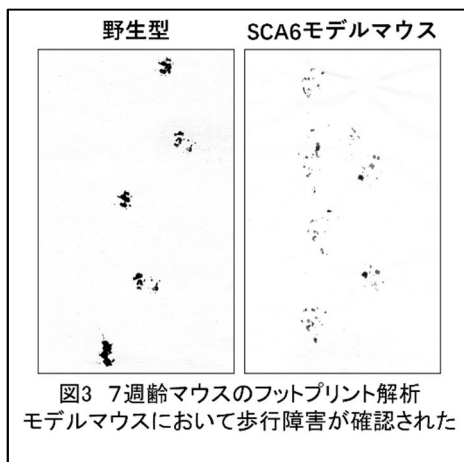 野生型
SCA6モデルマウス
図3 7週齢マウスのフットプリント解析
モデルマウスにおいて歩行障害が確認された